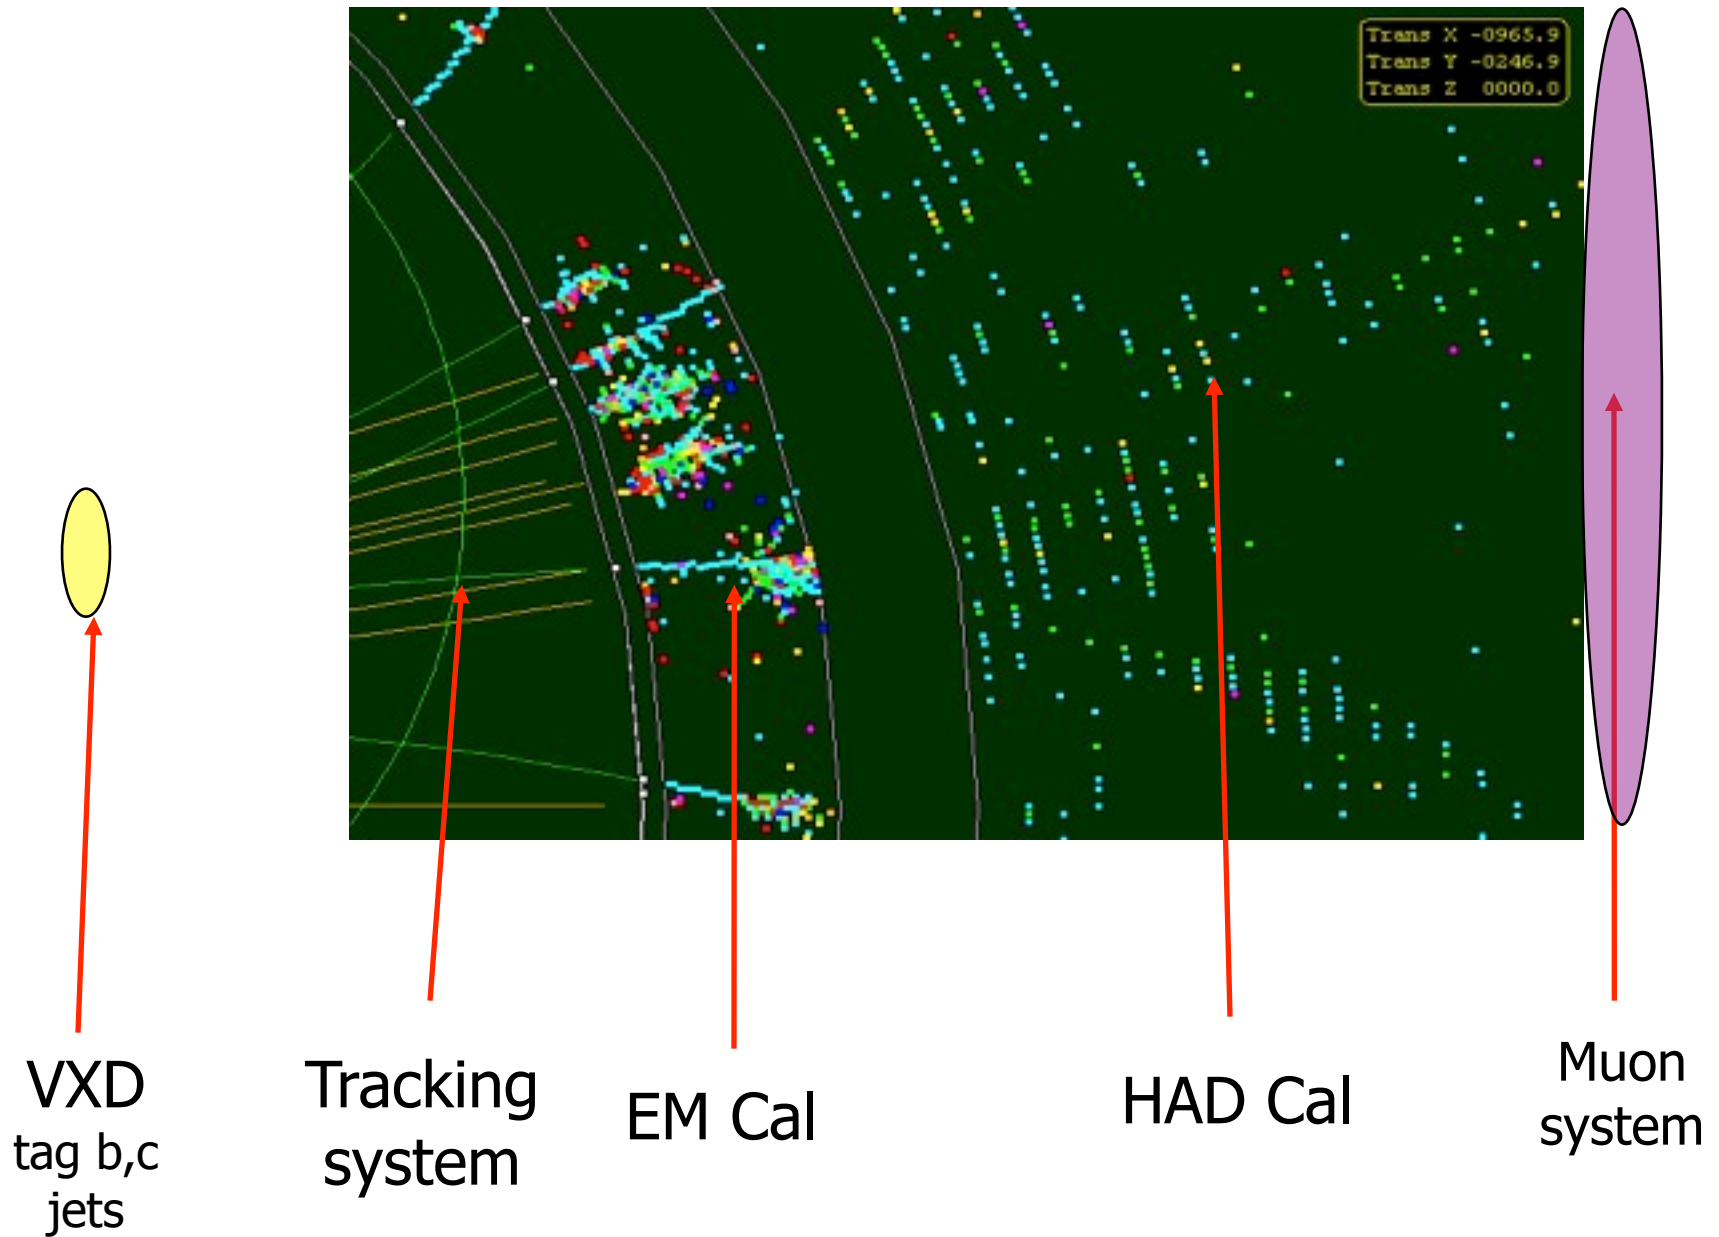 Trans X -0965.9
Trans Y -0246.9
Trans Z 0000.0
VXD
tag b,c
jets
Tracking
system
EM Cal
HAD Cal
Muon
system